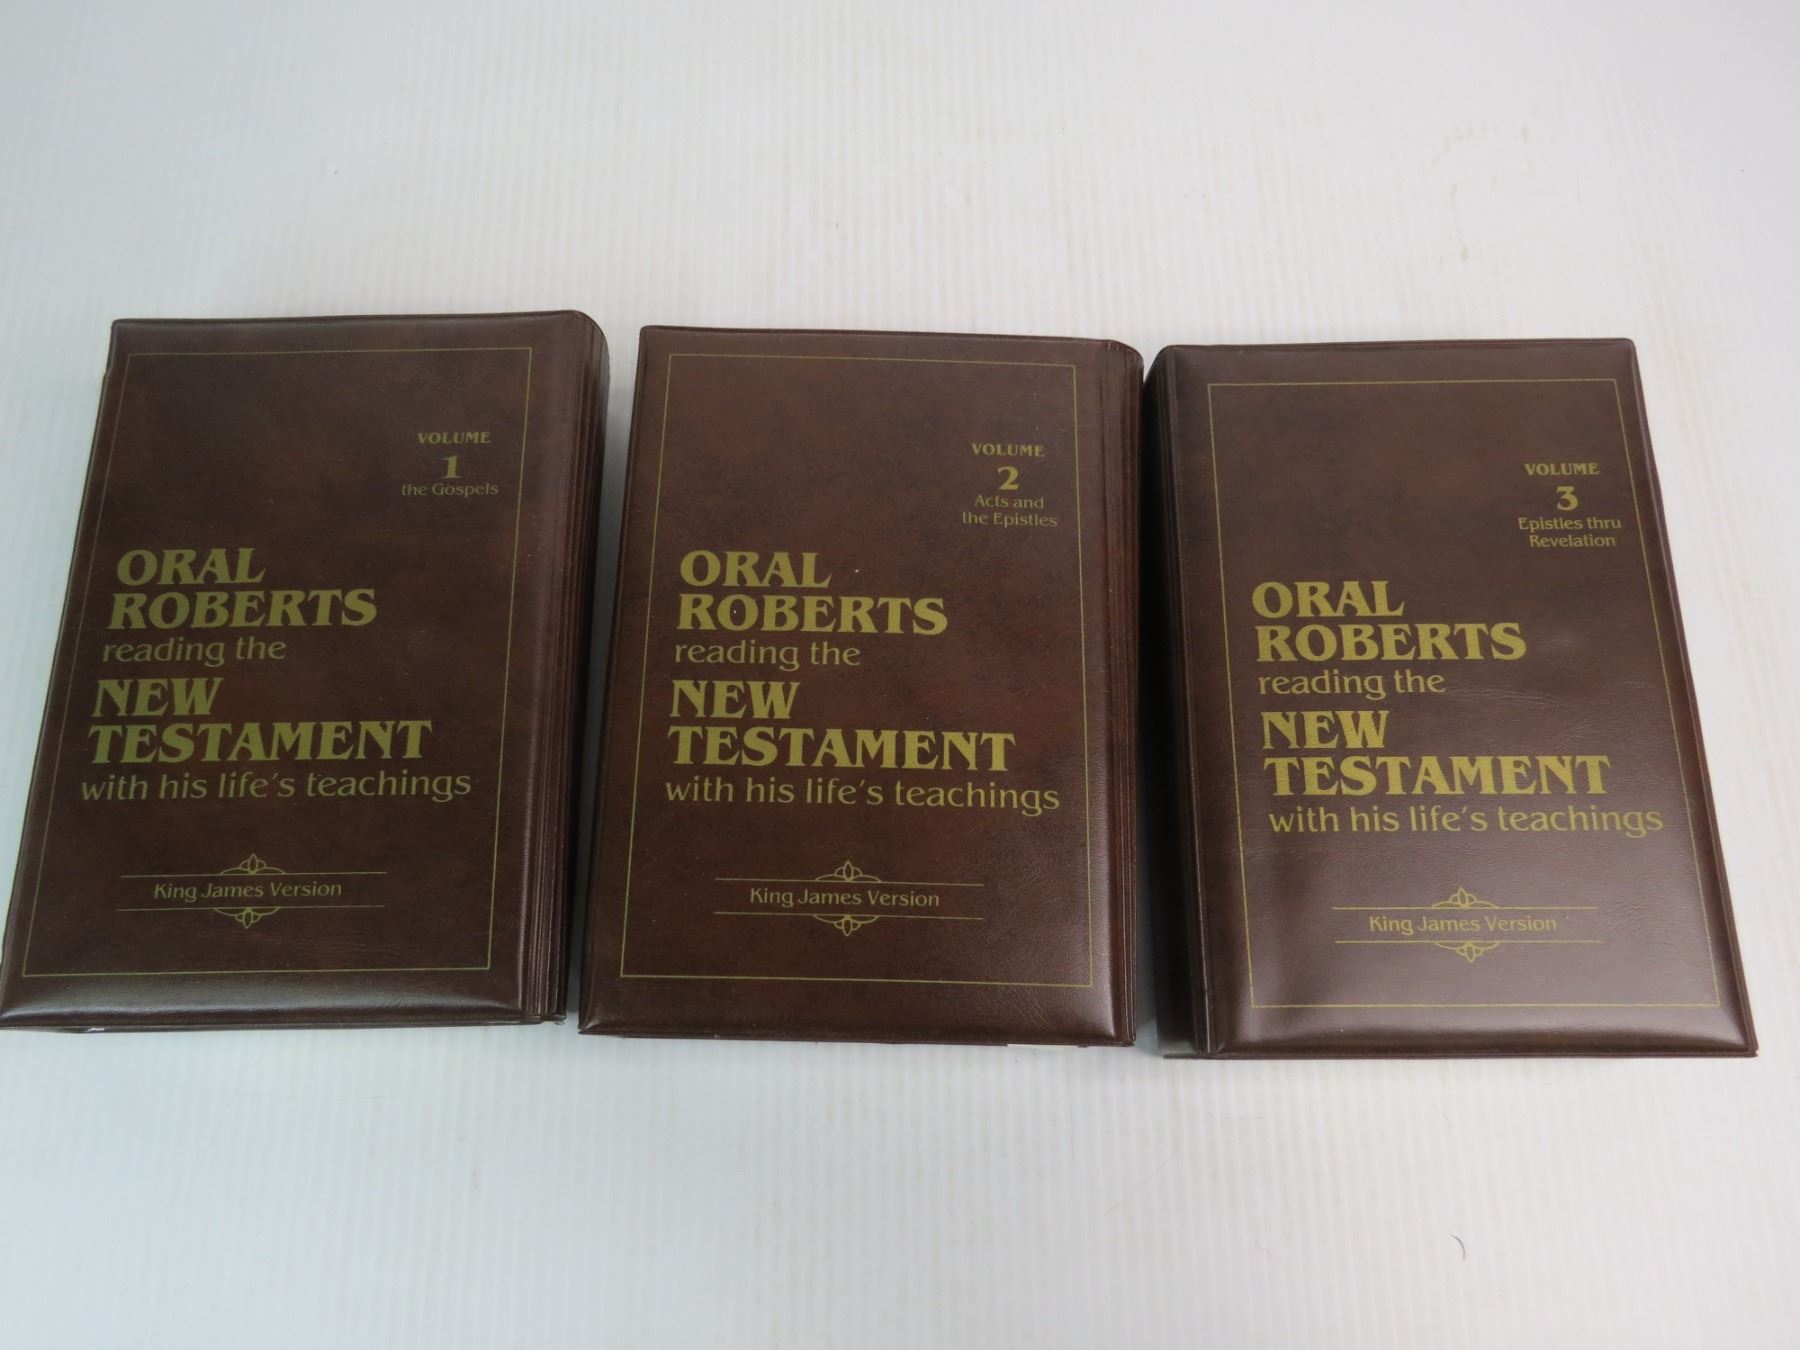 VOLUME
1
the Gospels
ORAL
ROBERTS
reading the
NEW
TESTAMENT
with his life's teachings
King James Version
VOLUME
2
Acts and
the Epistles
ORAL
ROBERTS
reading the
NEW
TESTAMENT
with his life's teachings
King James Version
VOLUME
3
Epistles thru
Revelation
ORAL
ROBERTS
reading the
NEW
TESTAMENT
with his life's teachings
King James Version